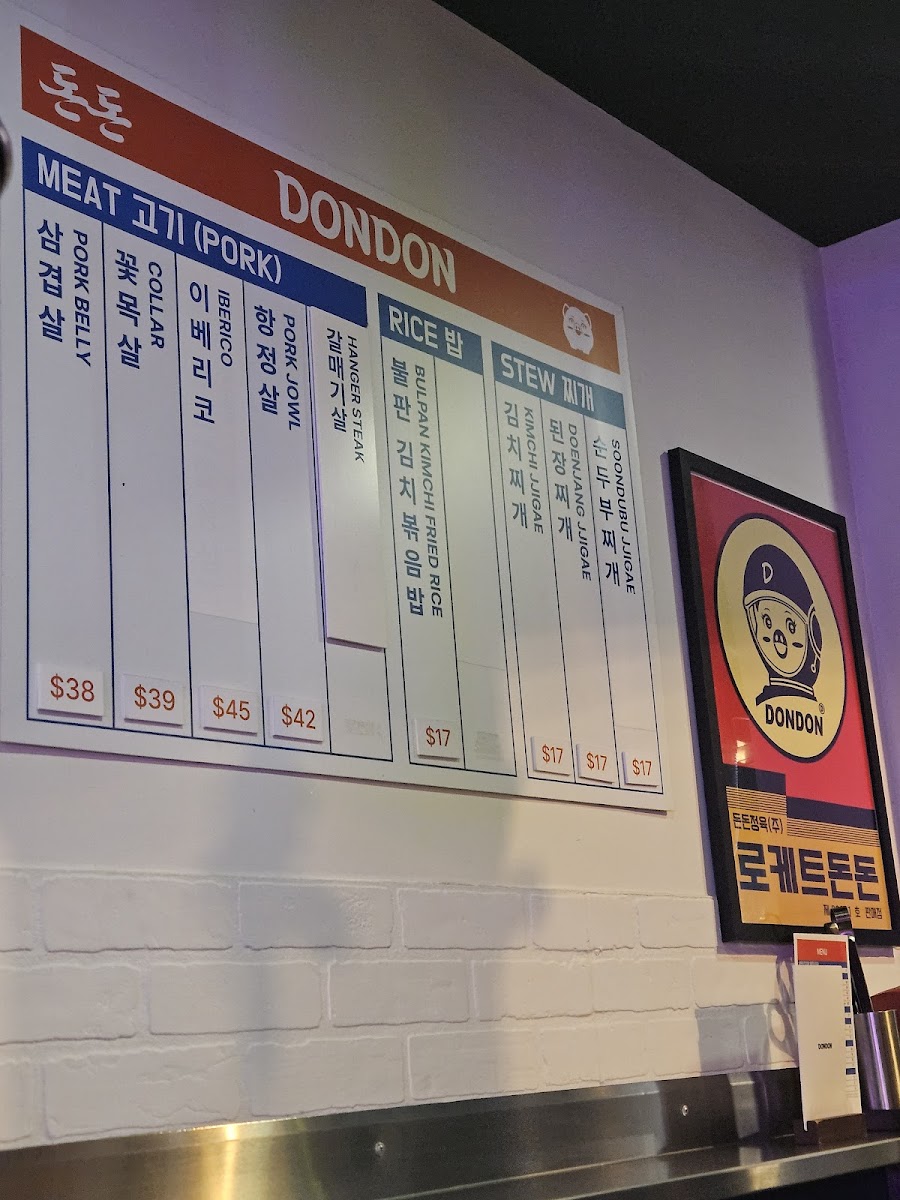 돈돈
DONDON
MEAT 고기 (PORK)
삼겹살
PORK BELLY
$38
꽃목살
COLLAR
$39
이베리코
IBERICO
$45
항정살
PORK JOWL
$42
갈매기살
HANGER STEAK
RICE 밥
불판 김치볶음밥
BULPAN KIMCHI FRIED RICE
$17
STEW 찌개
김치찌개
KIMCHI JJIGAE
$17
된장찌개
DOENJANG JJIGAE
$17
순두부찌개
SOONDUBU JJIGAE
$17
D
DONDON®
돈돈정육(주)
로케트돈돈
호 판매점
MENU
DONDON